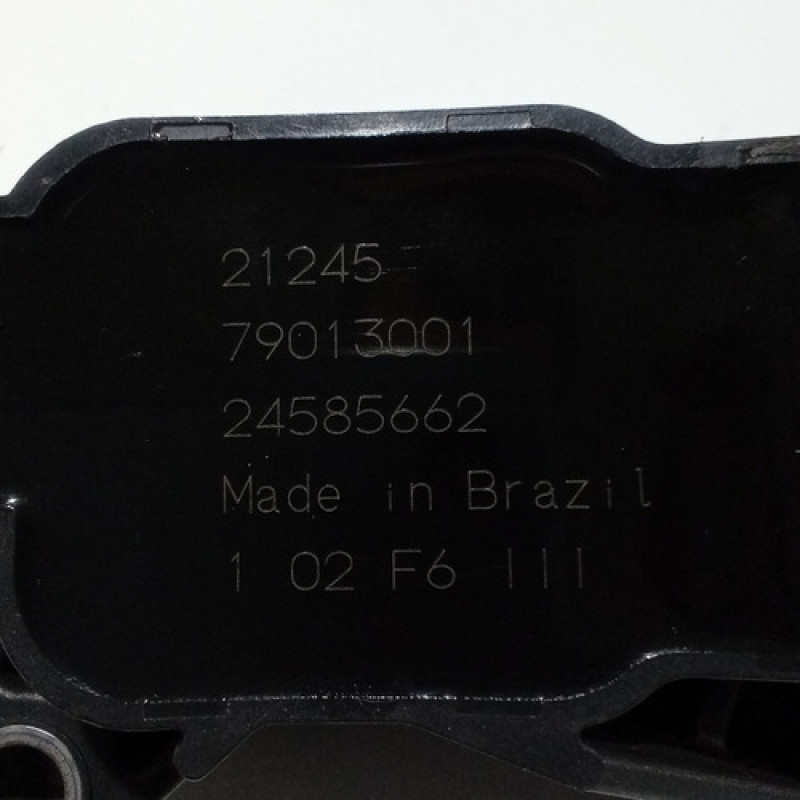 21245
79013001
24585662
Made in Brazil
1 02 F6 III